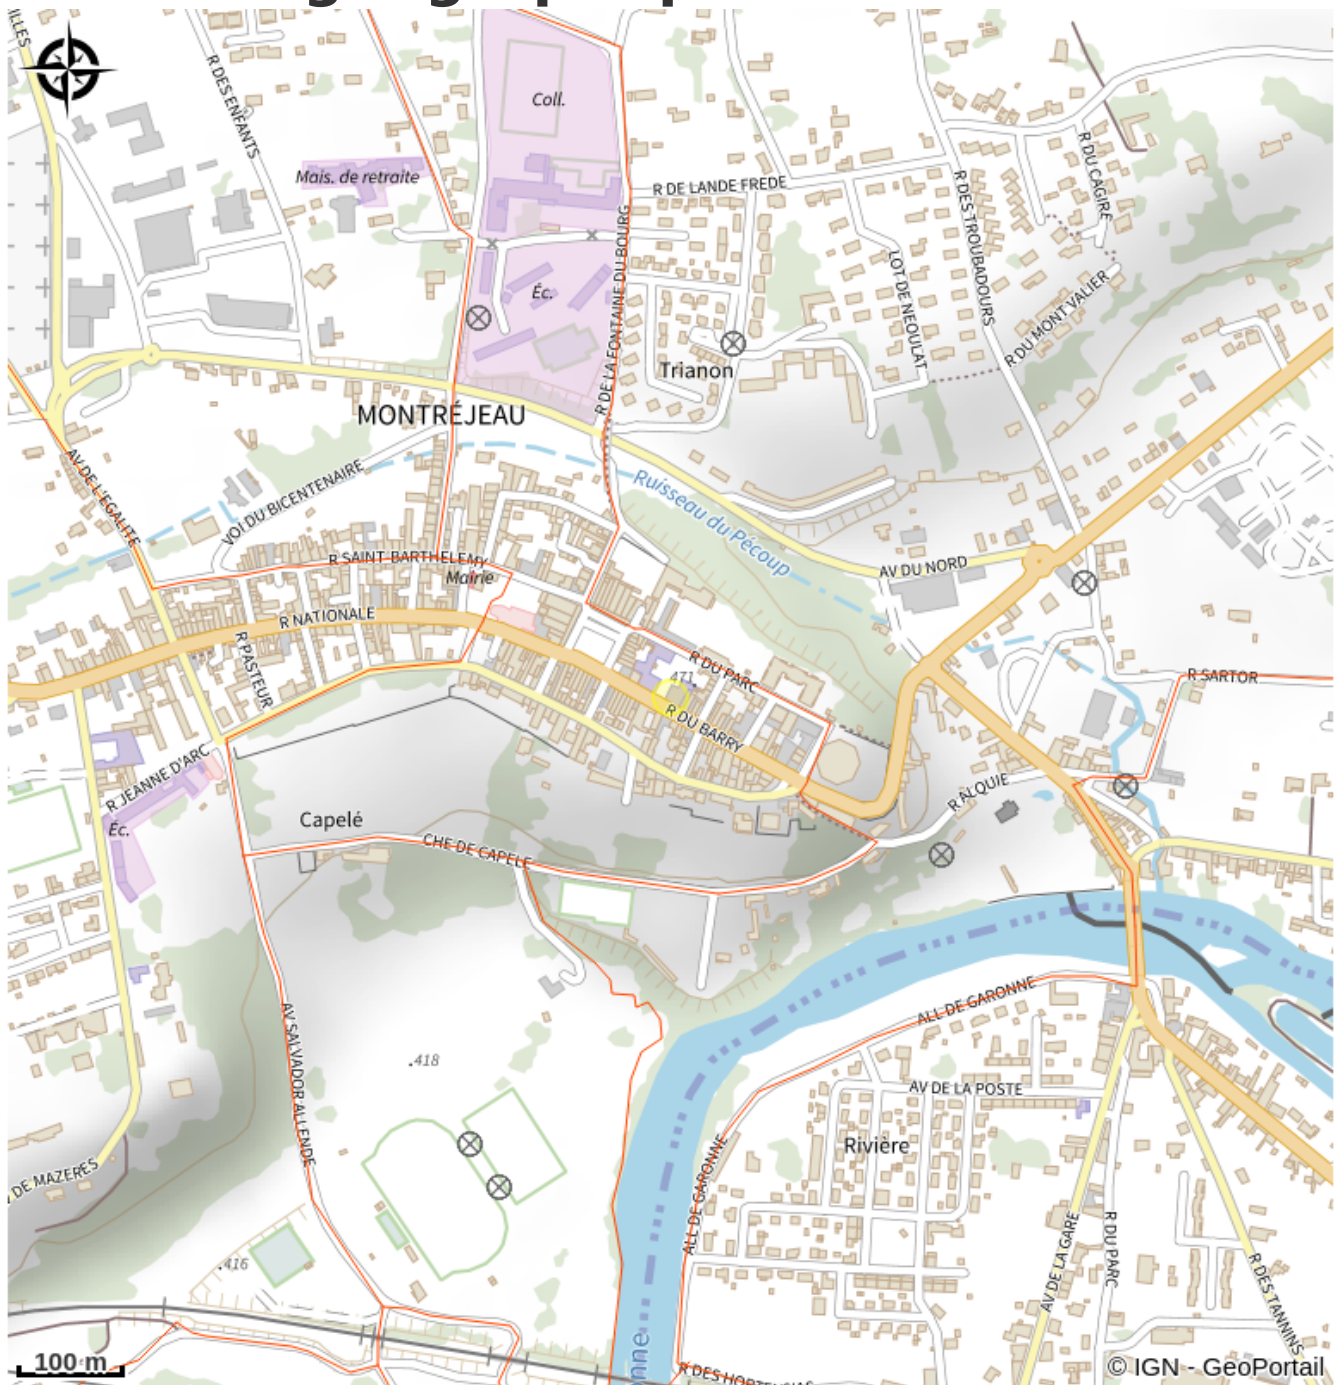 ILLES
R DES ENFANTS
Coll.
Mais. de retraite
R DE LANDE FREDE
R DU CAGIRE
R DES TROUBADOURS
R DE LA FONTAINE DU BOURG
Éc.
LOT DE NEOULAT
R DU MONT VALIER
Trianon
MONTRÉJEAU
AV DE L'EGALITE
VOI DU BICENTENAIRE
Ruisseau du Pécoup
R SAINT-BARTHELEMY
Mairie
AV DU NORD
R NATIONALE
R PASTEUR
R DU PARC
471
R SARTOR
R DU BARRY
R JEANNE D'ARC
R ALQUIE
Éc.
Capelé
CHE DE CAPELE
AV SALVADOR ALLENDE
ALL DE GARONNE
418
AV DE LA POSTE
Rivière
DE MAZERES
ALL DE GARONNE
AV DE LA GARE
R DU PARC
R DES TANNINS
416
onne
100 m
R DES HORTENSIAS
© IGN - GeoPortail